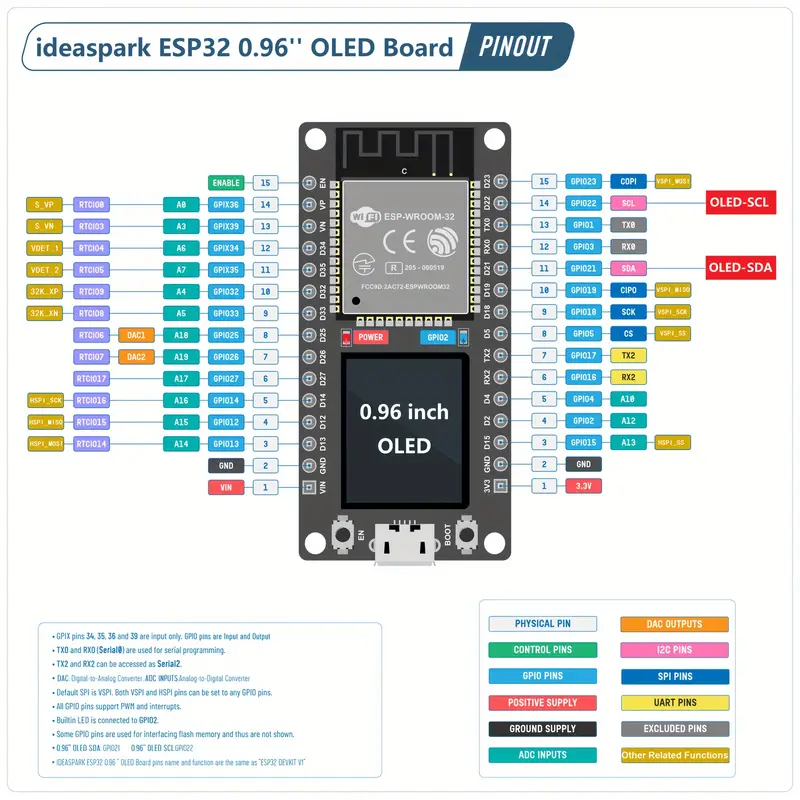 ideaspark ESP32 0.96'' OLED Board PINOUT
C
WiFi ESP-WROOM-32
CE
R 205-000519
FCC9D:2AC72-ESPWROOM32
ENABLE 15 EN
S_VP RTCIO0 A0 GPIX36 14 VP
S_VN RTCIO3 A3 GPIX39 13 VN
VDET_1 RTCIO4 A6 GPIX34 12 D34
VDET_2 RTCIO5 A7 GPIX35 11 D35
32K_XP RTCIO9 A4 GPIO32 10 D32
32K_XN RTCIO8 A5 GPIO33 9 D33
RTCIO6 DAC1 A18 GPIO25 8 D25
RTCIO7 DAC2 A19 GPIO26 7 D26
RTCIO17 A17 GPIO27 6 D27
HSPI_SCK RTCIO16 A16 GPIO14 5 D14
HSPI_MISO RTCIO15 A15 GPIO12 4 D12
HSPI_MOSI RTCIO14 A14 GPIO13 3 D13
GND 2 GND
VIN 1 VIN
D23 15 GPIO23 COPI VSPI_MOSI
D22 14 GPIO22 SCL OLED-SCL
TX0 13 GPIO1 TX0
RX0 12 GPIO3 RX0
D21 11 GPIO21 SDA OLED-SDA
D19 10 GPIO19 CIPO VSPI_MISO
D18 9 GPIO18 SCK VSPI_SCK
D5 8 GPIO5 CS VSPI_SS
TX2 7 GPIO17 TX2
RX2 6 GPIO16 RX2
D4 5 GPIO4 A10
D2 4 GPIO2 A12
D15 3 GPIO15 A13 HSPI_SS
GND 2 GND
3V3 1 3.3V
POWER GPIO2
0.96 inch
OLED
EN BOOT
• GPIX pins 34, 35, 36 and 39 are input only. GPIO pins are Input and Output
• TX0 and RX0 (Serial0) are used for serial programming.
• TX2 and RX2 can be accessed as Serial2.
• DAC: Digital-to-Analog Converter. ADC INPUTS:Analog-to-Digital Converter
• Default SPI is VSPI. Both VSPI and HSPI pins can be set to any GPIO pins.
• All GPIO pins support PWM and interrupts.
• Builtin LED is connected to GPIO2.
• Some GPIO pins are used for interfacing flash memory and thus are not shown.
• 0.96" OLED SDA: GPIO21 0.96" OLED SCL:GPIO22
• IDEASPARK ESP32 0.96 " OLED Board pins name and function are the same as "ESP32 DEVKIT V1"
PHYSICAL PIN DAC OUTPUTS
CONTROL PINS I2C PINS
GPIO PINS SPI PINS
POSITIVE SUPPLY UART PINS
GROUND SUPPLY EXCLUDED PINS
ADC INPUTS Other Related Functions